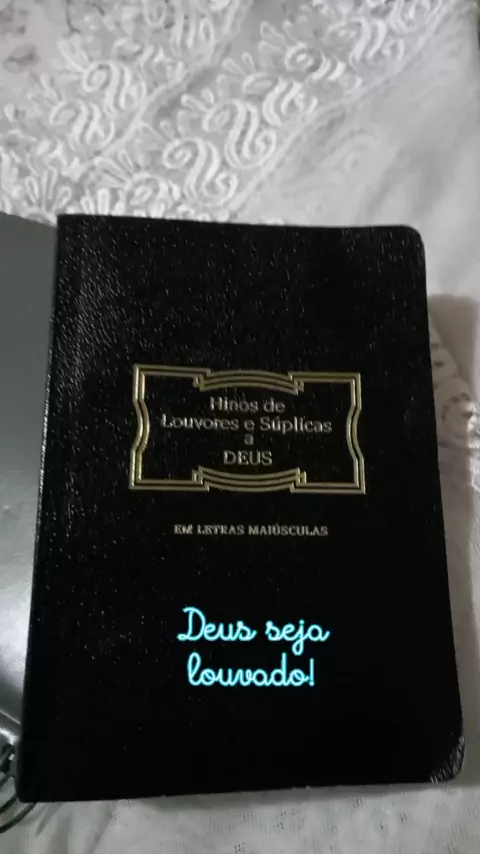 Hinos de
Louvores e Súplicas
a
DEUS
EM LETRAS MAIÚSCULAS
Deus seja
louvado!